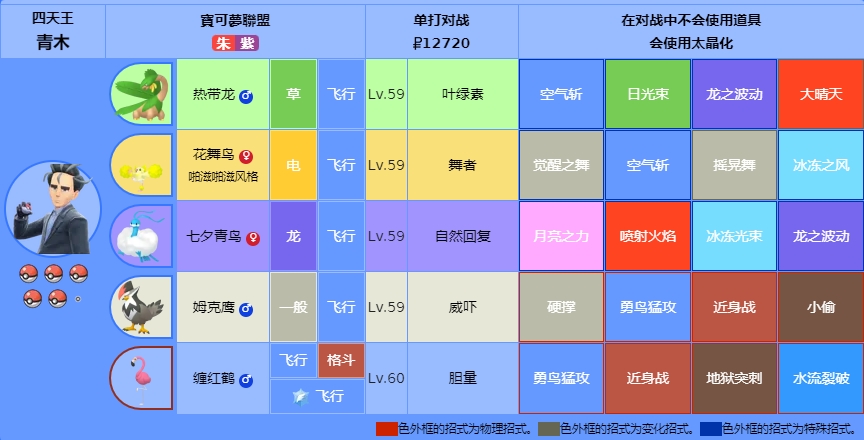 四天王
青木
寶可夢聯盟
朱 紫
单打对战
₽12720
在对战中不会使用道具
会使用太晶化
热带龙 ♂ 草 飞行 Lv.59 叶绿素 空气斩 日光束 龙之波动 大晴天
花舞鸟 ♀
啪滋啪滋风格
电 飞行 Lv.59 舞者 觉醒之舞 空气斩 摇晃舞 冰冻之风
七夕青鸟 ♀ 龙 飞行 Lv.59 自然回复 月亮之力 喷射火焰 冰冻光束 龙之波动
姆克鹰 ♂ 一般 飞行 Lv.59 威吓 硬撑 勇鸟猛攻 近身战 小偷
缠红鹤 ♂ 飞行 格斗 Lv.60 胆量 勇鸟猛攻 近身战 地狱突刺 水流裂破
飞行
色外框的招式为物理招式。 色外框的招式为变化招式。 色外框的招式为特殊招式。